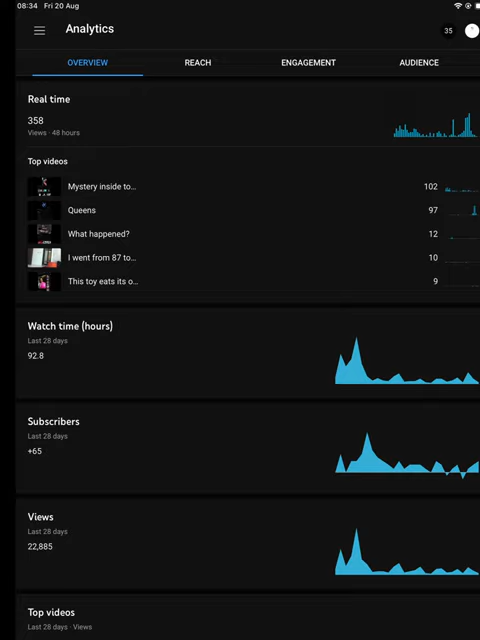 08:34 Fri 20 Aug
Analytics
35
OVERVIEW REACH ENGAGEMENT AUDIENCE
Real time
358
Views · 48 hours
Top videos
Mystery inside to... 102
Queens 97
What happened? 12
I went from 87 to... 10
This toy eats its o... 9
Watch time (hours)
Last 28 days
92.8
Subscribers
Last 28 days
+65
Views
Last 28 days
22,885
Top videos
Last 28 days · Views